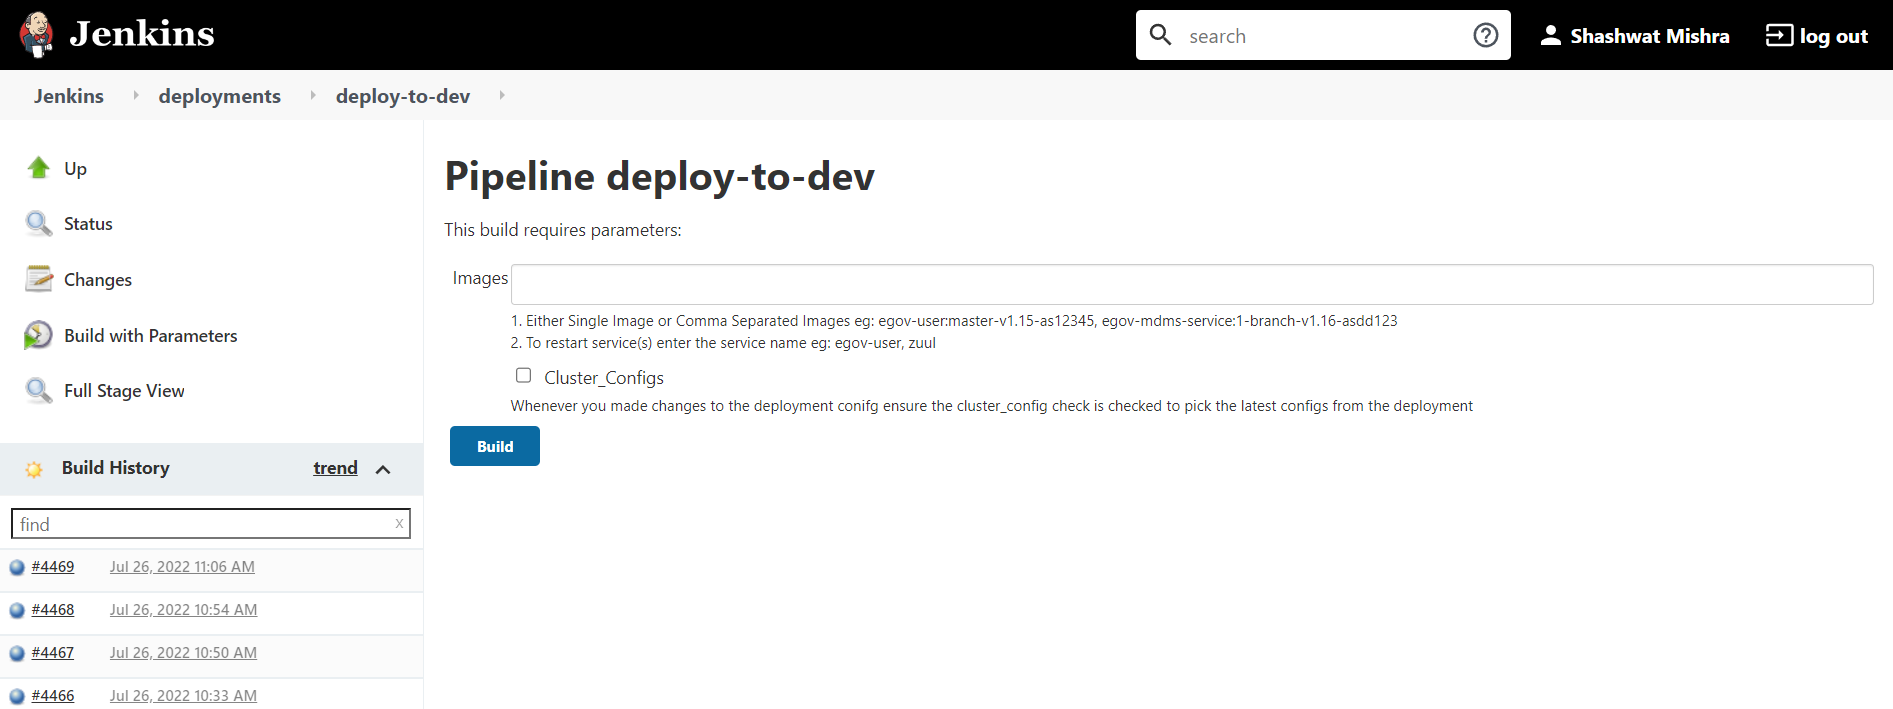 Jenkins
search
Shashwat Mishra
log out
Jenkins
deployments
deploy-to-dev
Up
Status
Changes
Build with Parameters
Full Stage View
Build History
trend
find
x
#4469 Jul 26, 2022 11:06 AM
#4468 Jul 26, 2022 10:54 AM
#4467 Jul 26, 2022 10:50 AM
#4466 Jul 26, 2022 10:33 AM
Pipeline deploy-to-dev
This build requires parameters:
Images
1. Either Single Image or Comma Separated Images eg: egov-user:master-v1.15-as12345, egov-mdms-service:1-branch-v1.16-asdd123
2. To restart service(s) enter the service name eg: egov-user, zuul
Cluster_Configs
Whenever you made changes to the deployment conifg ensure the cluster_config check is checked to pick the latest configs from the deployment
Build